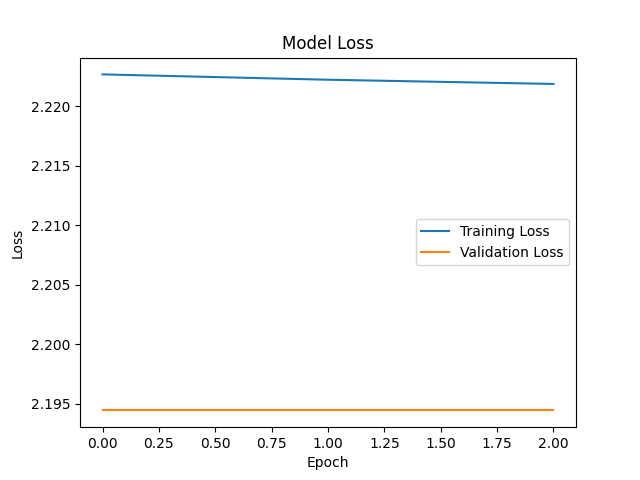 Model Loss
2.220
2.215
2.210
2.205
2.200
2.195
Loss
Training Loss
Validation Loss
0.00 0.25 0.50 0.75 1.00 1.25 1.50 1.75 2.00
Epoch